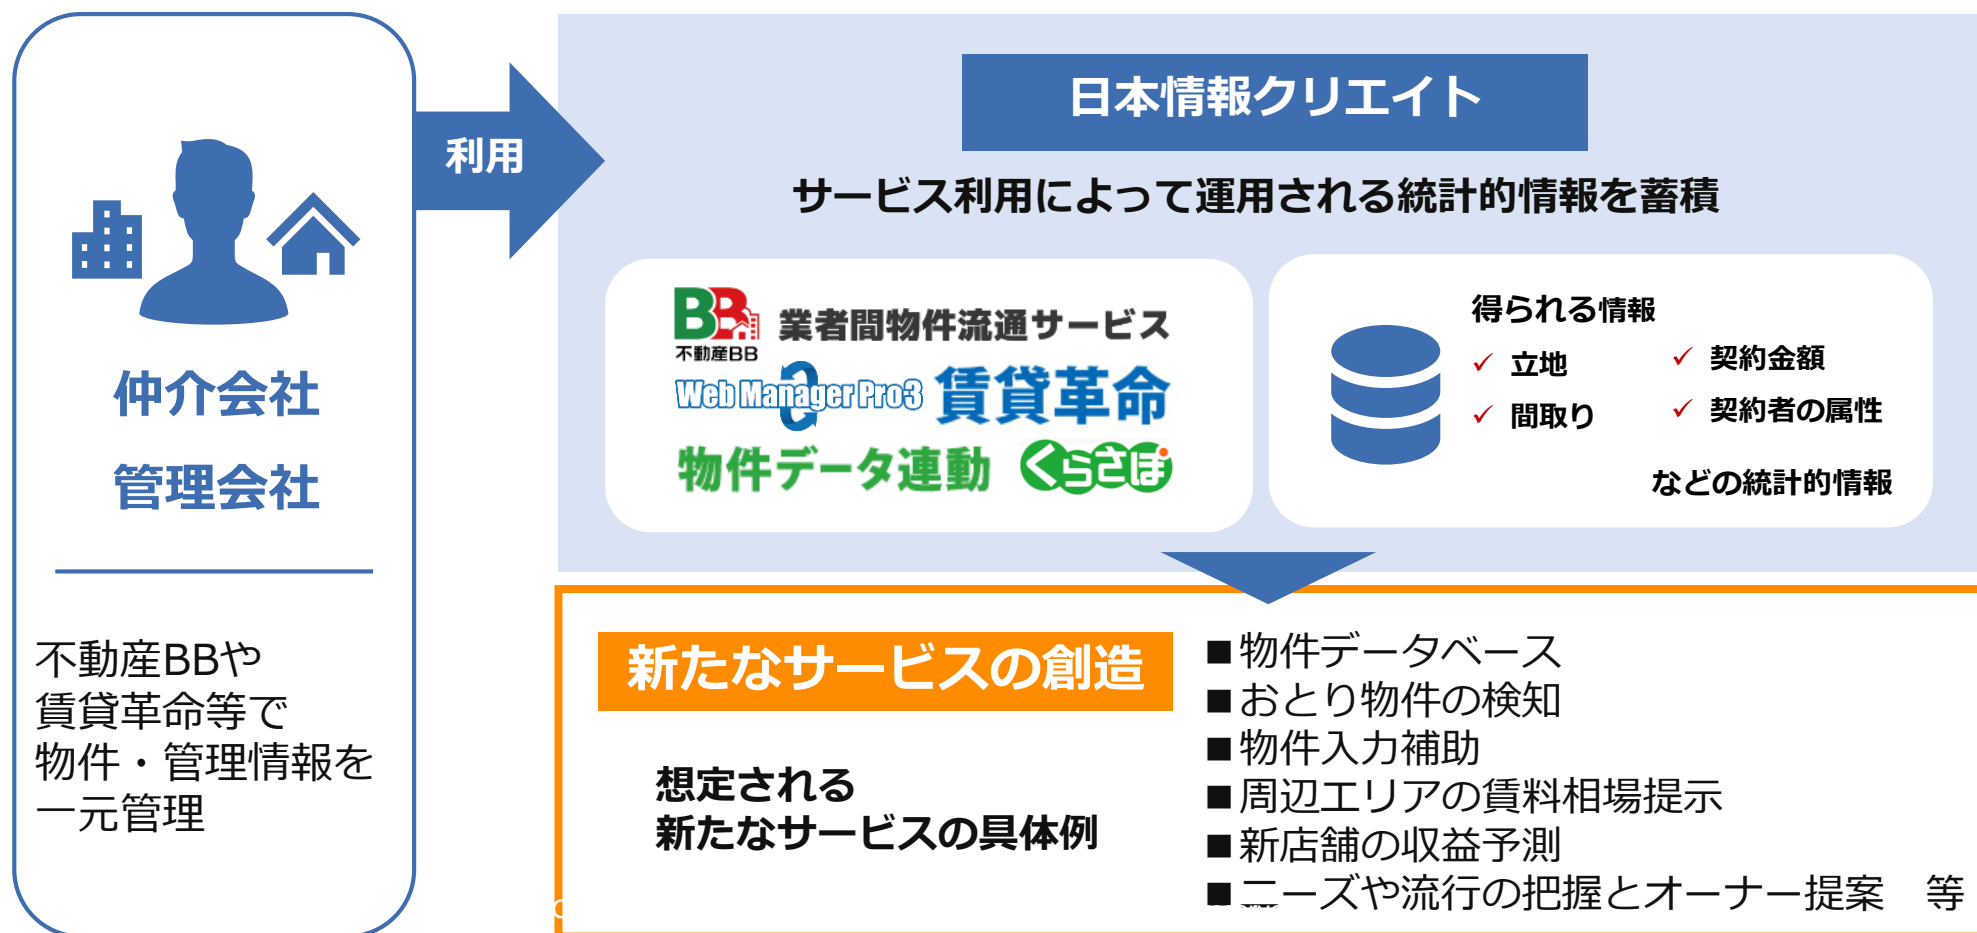 仲介会社
管理会社
不動産BBや
賃貸革命等で
物件・管理情報を
一元管理
利用
日本情報クリエイト
サービス利用によって運用される統計的情報を蓄積
BB
不動産BB
業者間物件流通サービス
Web Manager Pro3 賃貸革命
物件データ連動 くらさぽ
得られる情報
✓ 立地
✓ 契約金額
✓ 間取り
✓ 契約者の属性
などの統計的情報
新たなサービスの創造
想定される
新たなサービスの具体例
■物件データベース
■おとり物件の検知
■物件入力補助
■周辺エリアの賃料相場提示
■新店舗の収益予測
■ニーズや流行の把握とオーナー提案　等